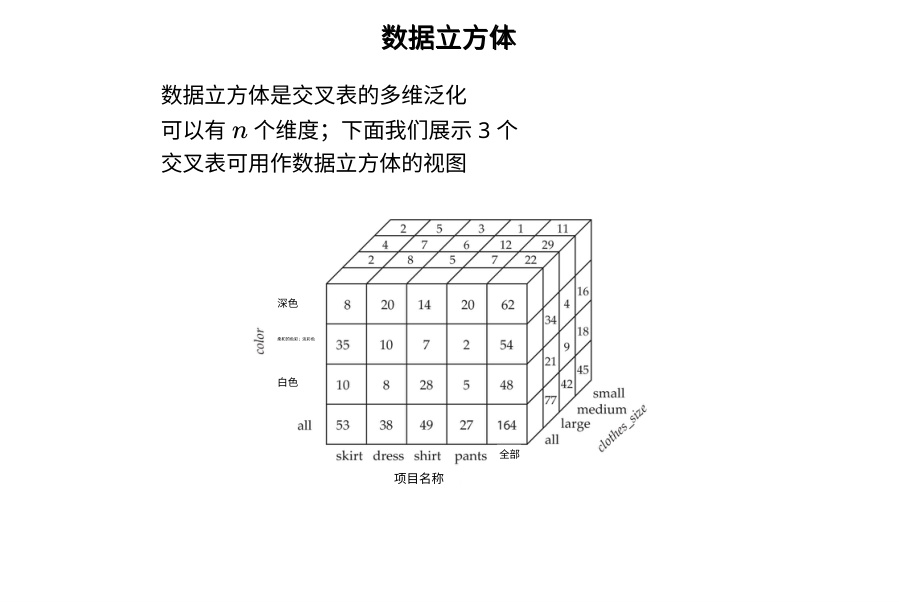 数据立方体
数据立方体是交叉表的多维泛化
可以有 n 个维度；下面我们展示 3 个
交叉表可用作数据立方体的视图
2 5 3 1 11
4 7 6 12 29
2 8 5 7 22
深色 8 20 14 20 62
35 10 7 2 54
白色 10 8 28 5 48
all 53 38 49 27 164
color
34 4 16
21 9 18
77 42 45
small
medium
large
all
clothes_size
skirt dress shirt pants 全部
项目名称